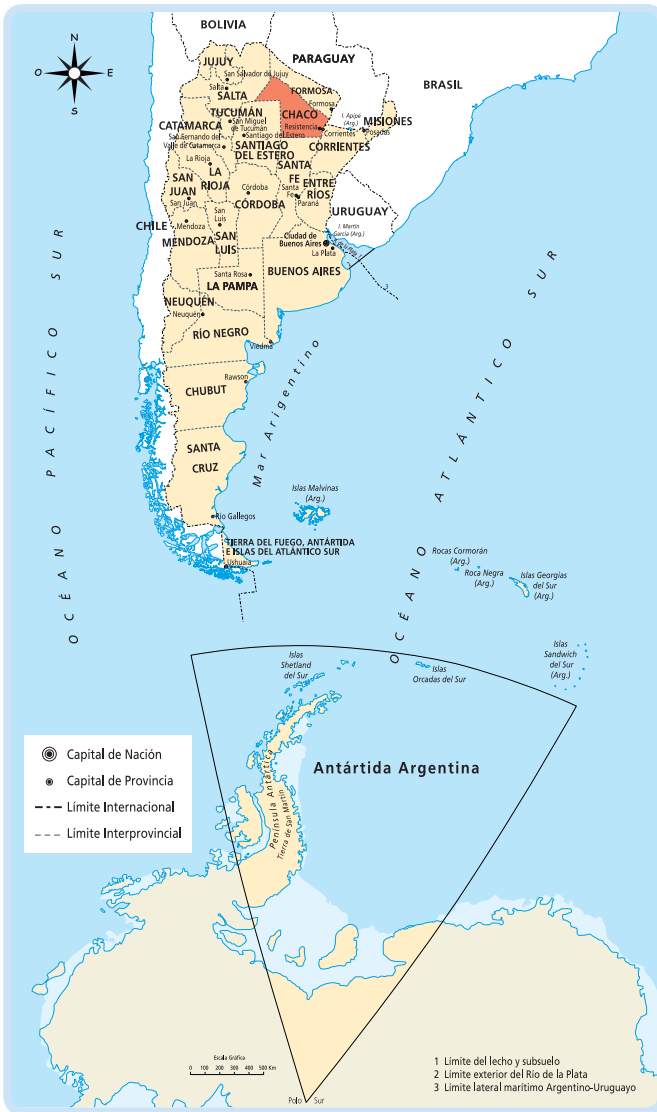 N
O
E
S
BOLIVIA
PARAGUAY
BRASIL
JUJUY
San Salvador de Jujuy
Salta
SALTA
FORMOSA
Formosa
CHACO
Resistencia
I. Apipé
(Arg.)
MISIONES
Posadas
Corrientes
CORRIENTES
TUCUMÁN
San Miguel
de Tucumán
CATAMARCA
San Fernando del
Valle de Catamarca
Santiago del Estero
SANTIAGO
DEL ESTERO
SANTA
FE
Santa
Fe
La Rioja
LA
RIOJA
SAN
JUAN
San Juan
Córdoba
CÓRDOBA
ENTRE
RÍOS
Paraná
URUGUAY
CHILE
Mendoza
MENDOZA
San
Luis
SAN
LUIS
I. Martín
García (Arg.)
Ciudad de
Buenos Aires
La Plata
BUENOS AIRES
1
2
3
Santa Rosa
LA PAMPA
NEUQUÉN
Neuquén
RÍO NEGRO
Viedma
Rawson
CHUBUT
SANTA
CRUZ
Río Gallegos
TIERRA DEL FUEGO, ANTÁRTIDA
E ISLAS DEL ATLÁNTICO SUR
Ushuaia
OCÉANO PACÍFICO SUR
Mar Arigentino
OCÉANO ATLÁNTICO SUR
Islas Malvinas
(Arg.)
Rocas Cormorán
(Arg.)
Roca Negra
(Arg.)
Islas Georgias
del Sur
(Arg.)
Islas
Sandwich
del Sur
(Arg.)
Islas
Shetland
del Sur
Islas
Orcadas del Sur
Antártida Argentina
Península Antártica
Tierra de San Martín
Capital de Nación
Capital de Provincia
Límite Internacional
Límite Interprovincial
Escala Gráfica
0 100 200 300 400 500 Km
Polo Sur
1 Límite del lecho y subsuelo
2 Límite exterior del Río de la Plata
3 Límite lateral marítimo Argentino-Uruguayo